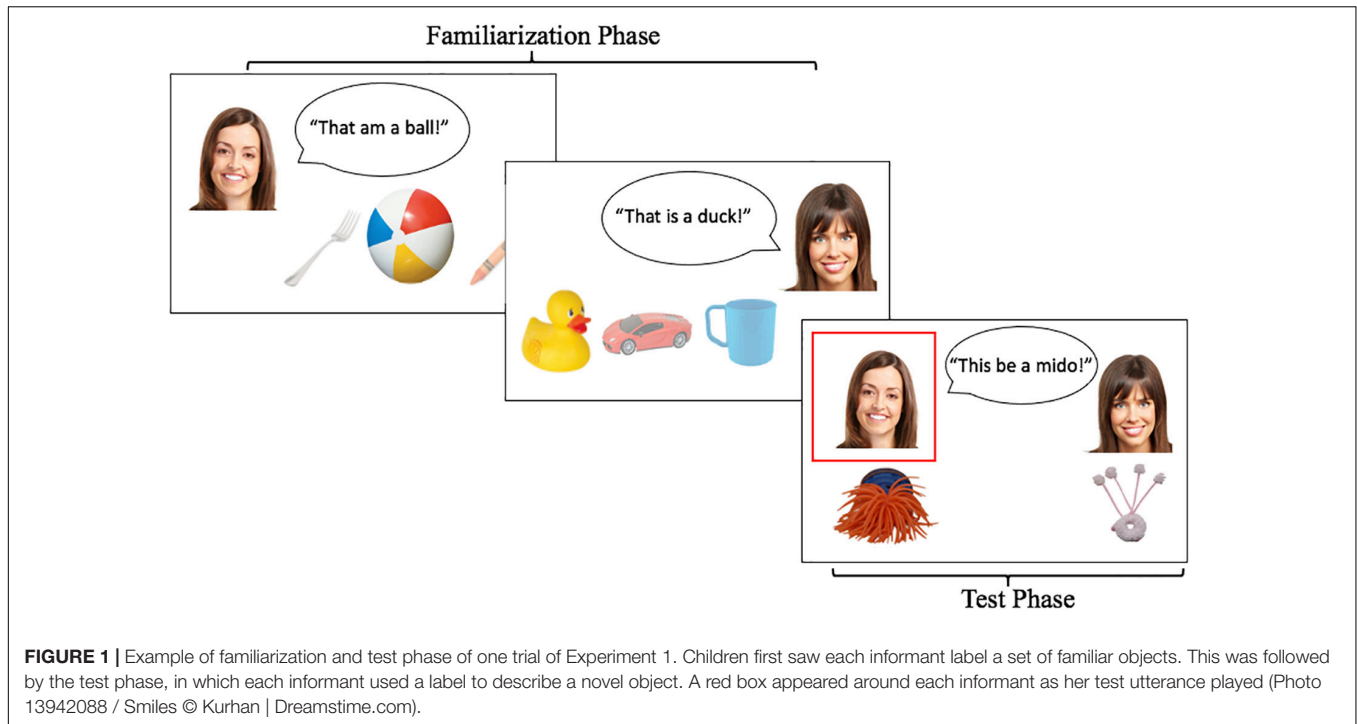 Familiarization Phase
“That am a ball!”
“That is a duck!”
“This be a mido!”
Test Phase
FIGURE 1 | Example of familiarization and test phase of one trial of Experiment 1. Children first saw each informant label a set of familiar objects. This was followed
by the test phase, in which each informant used a label to describe a novel object. A red box appeared around each informant as her test utterance played (Photo
13942088 / Smiles © Kurhan | Dreamstime.com).